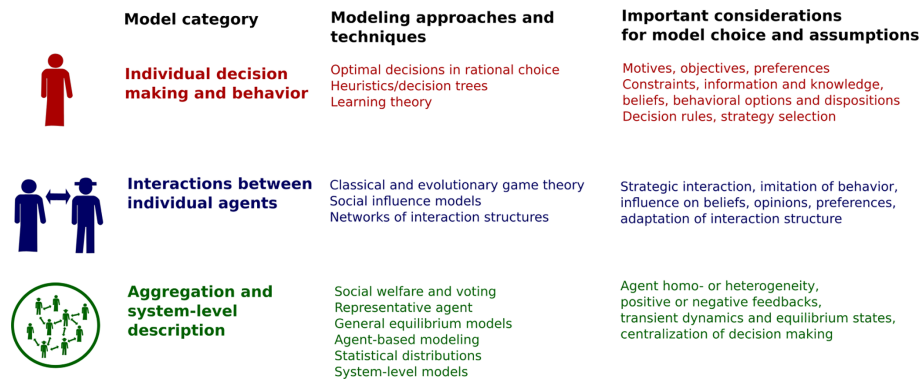 Model category
Modeling approaches and
techniques
Important considerations
for model choice and assumptions
Individual decision
making and behavior
Optimal decisions in rational choice
Heuristics/decision trees
Learning theory
Motives, objectives, preferences
Constraints, information and knowledge,
beliefs, behavioral options and dispositions
Decision rules, strategy selection
Interactions between
individual agents
Classical and evolutionary game theory
Social influence models
Networks of interaction structures
Strategic interaction, imitation of behavior,
influence on beliefs, opinions, preferences,
adaptation of interaction structure
Aggregation and
system-level
description
Social welfare and voting
Representative agent
General equilibrium models
Agent-based modeling
Statistical distributions
System-level models
Agent homo- or heterogeneity,
positive or negative feedbacks,
transient dynamics and equilibrium states,
centralization of decision making